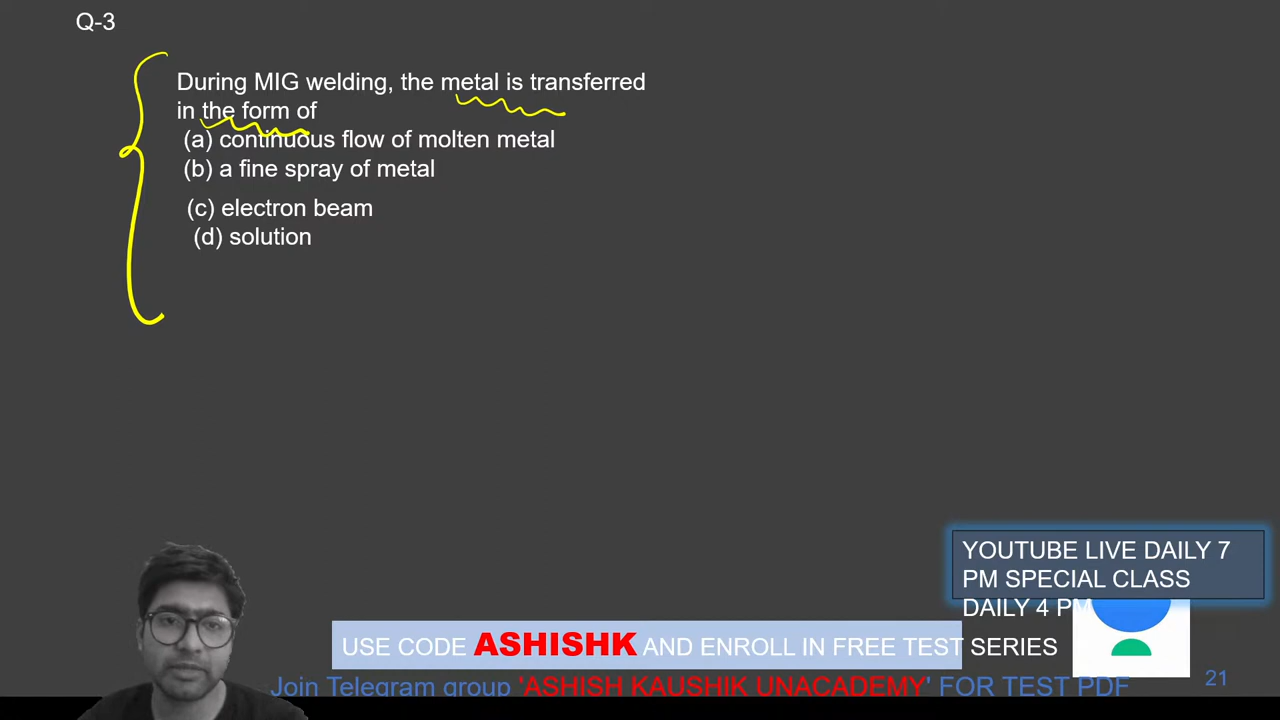 Q-3
During MIG welding, the metal is transferred
in the form of
(a) continuous flow of molten metal
(b) a fine spray of metal
(c) electron beam
(d) solution
YOUTUBE LIVE DAILY 7
PM SPECIAL CLASS
DAILY 4 PM
USE CODE ASHISHK AND ENROLL IN FREE TEST SERIES
Join Telegram group 'ASHISH KAUSHIK UNACADEMY' FOR TEST PDF
21